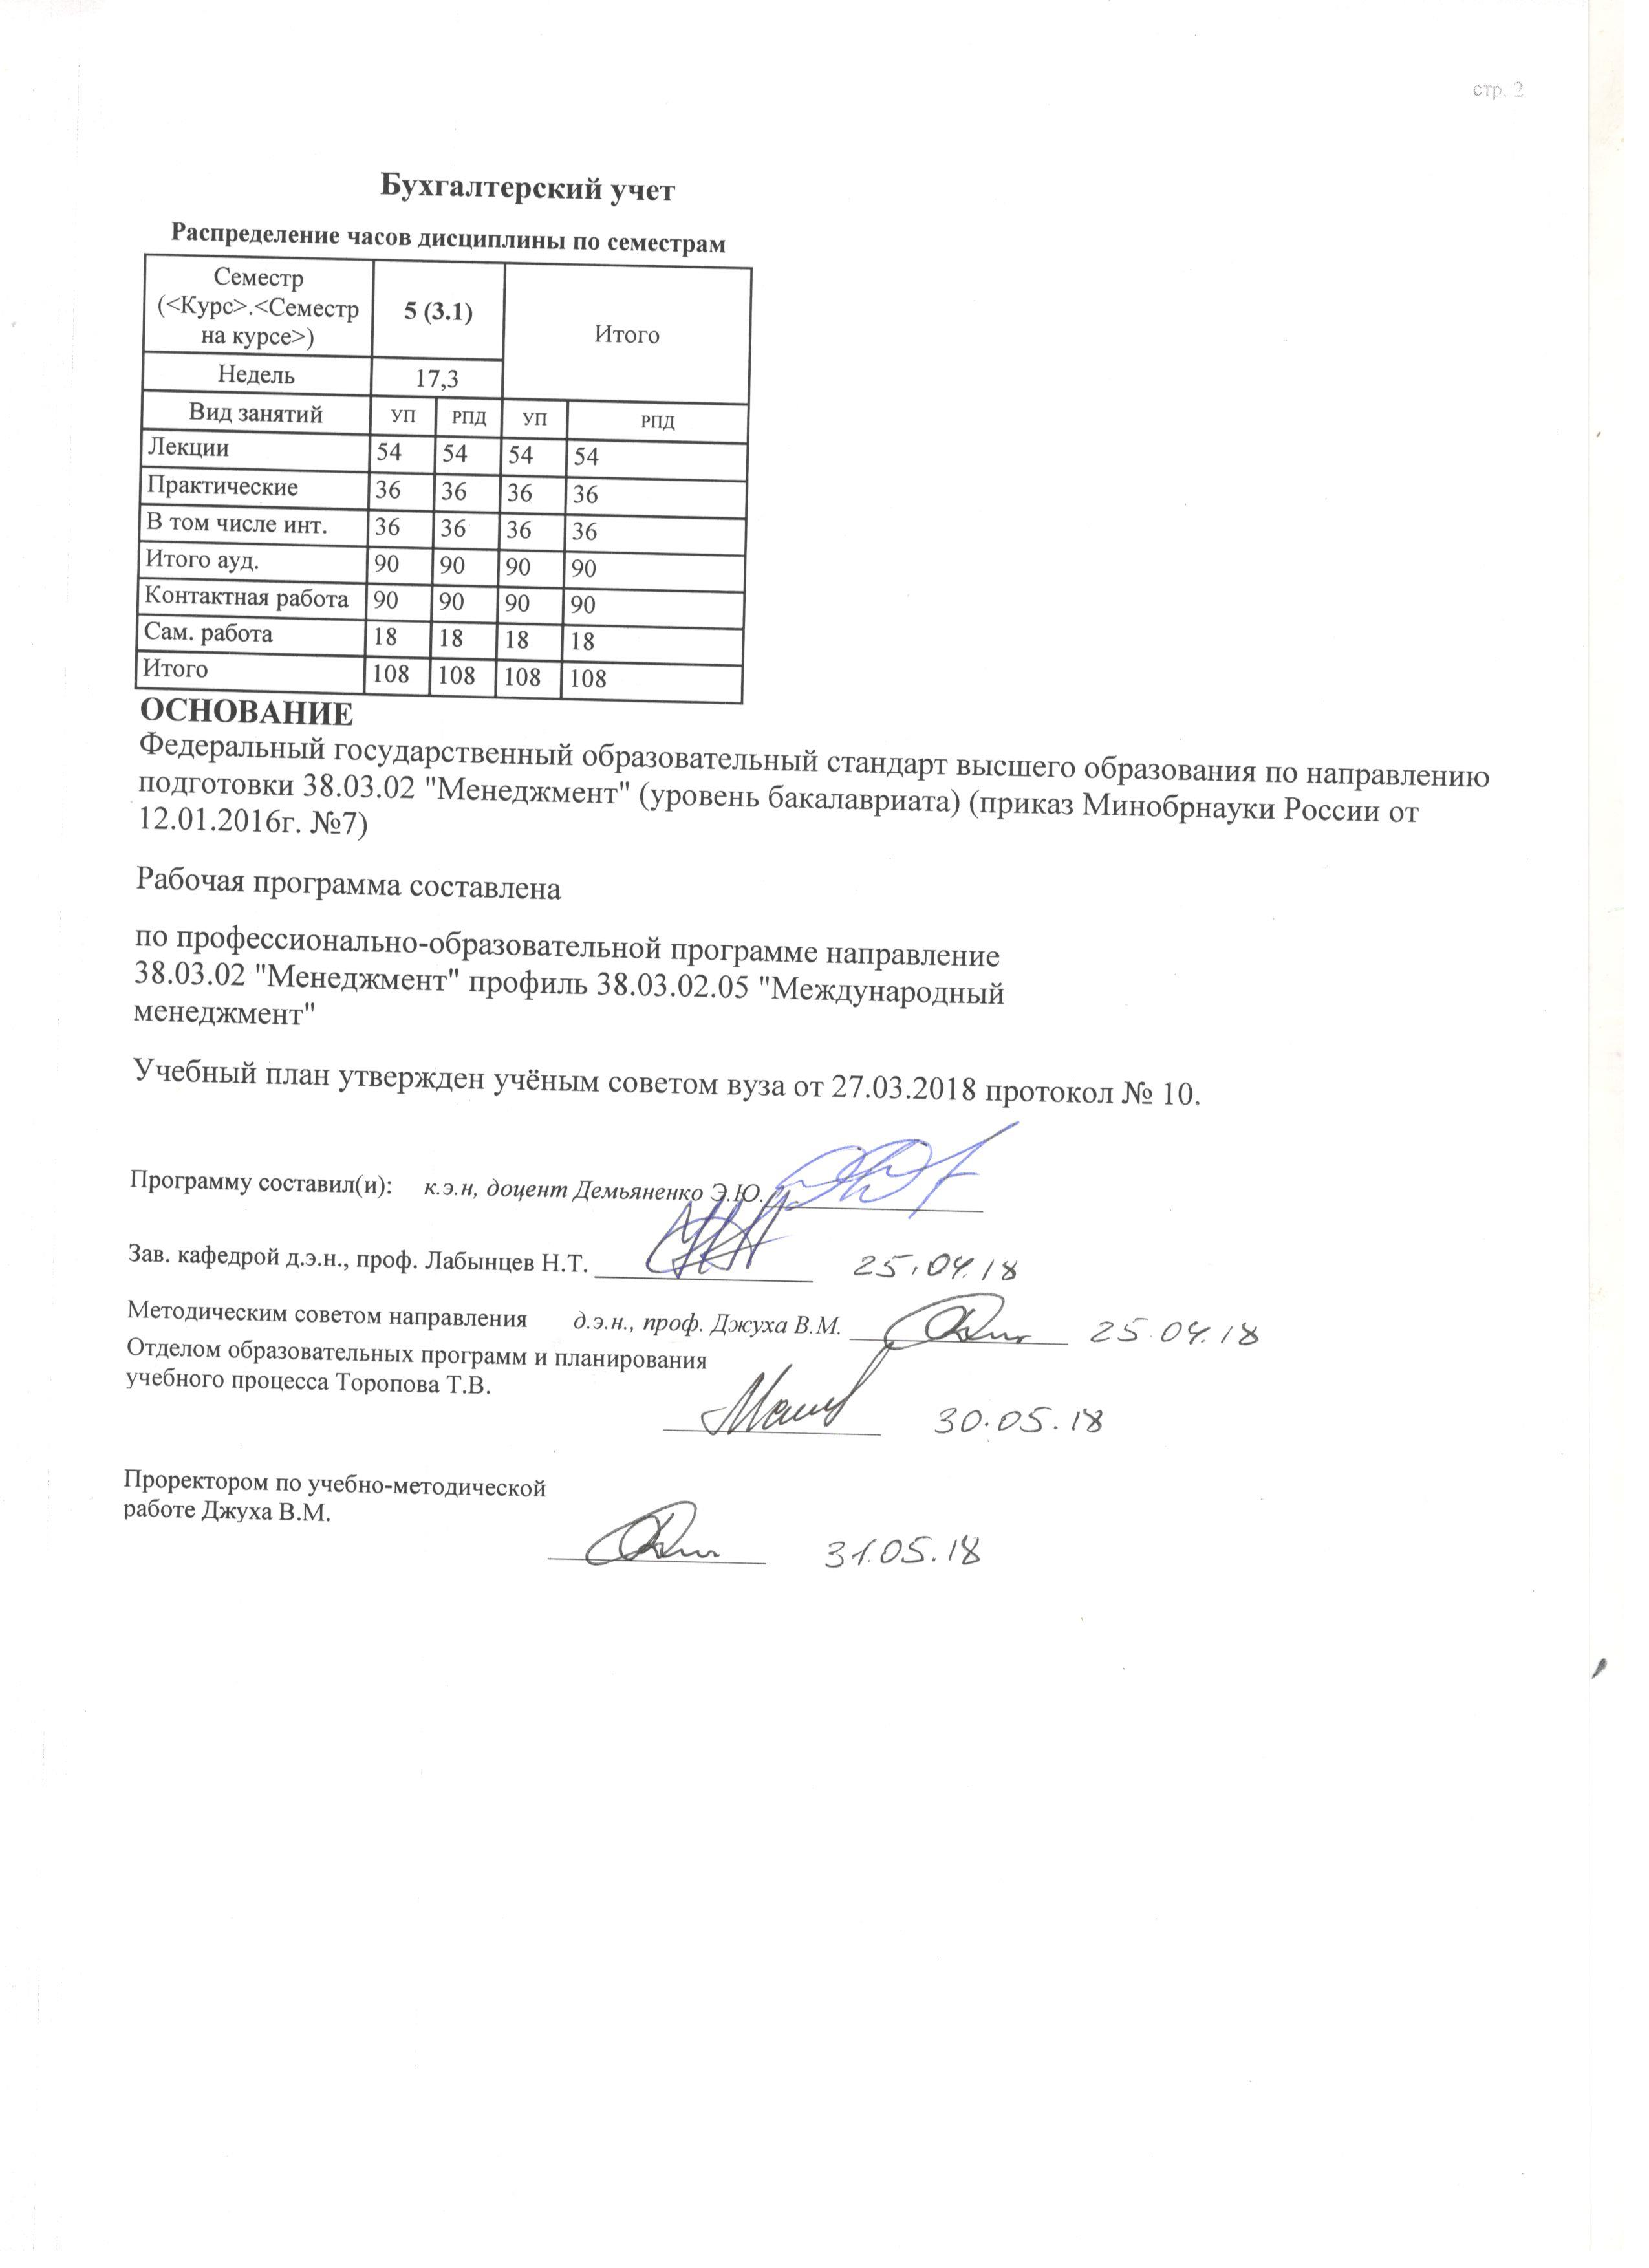 стр. 2
Бухгалтерский учет
Распределение часов дисциплины по семестрам
Семестр
(<Курс>.<Семестр
на курсе>)
5 (3.1)
Итого
Недель 17,3
Вид занятий УП РПД УП РПД
Лекции 54 54 54 54
Практические 36 36 36 36
В том числе инт. 36 36 36 36
Итого ауд. 90 90 90 90
Контактная работа 90 90 90 90
Сам. работа 18 18 18 18
Итого 108 108 108 108
ОСНОВАНИЕ
Федеральный государственный образовательный стандарт высшего образования по направлению
подготовки 38.03.02 "Менеджмент" (уровень бакалавриата) (приказ Минобрнауки России от
12.01.2016г. №7)
Рабочая программа составлена
по профессионально-образовательной программе направление
38.03.02 "Менеджмент" профиль 38.03.02.05 "Международный
менеджмент"
Учебный план утвержден учёным советом вуза от 27.03.2018 протокол № 10.
Программу составил(и): к.э.н, доцент Демьяненко Э.Ю.
Зав. кафедрой д.э.н., проф. Лабынцев Н.Т. 25.04.18
Методическим советом направления д.э.н., проф. Джуха В.М. 25.04.18
Отделом образовательных программ и планирования
учебного процесса Торопова Т.В.
30.05.18
Проректором по учебно-методической
работе Джуха В.М.
31.05.18